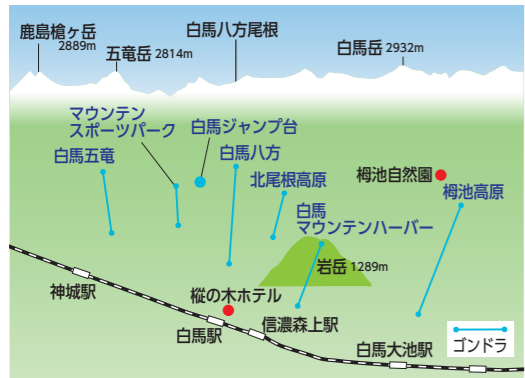 鹿島槍ヶ岳
2889m
五竜岳 2814m
白馬八方尾根
白馬岳 2932m
マウンテン
スポーツパーク
白馬ジャンプ台
白馬五竜
白馬八方
北尾根高原
栂池自然園
栂池高原
白馬
マウンテンハーバー
岩岳 1289m
神城駅
樅の木ホテル
白馬駅
信濃森上駅
白馬大池駅
ゴンドラ